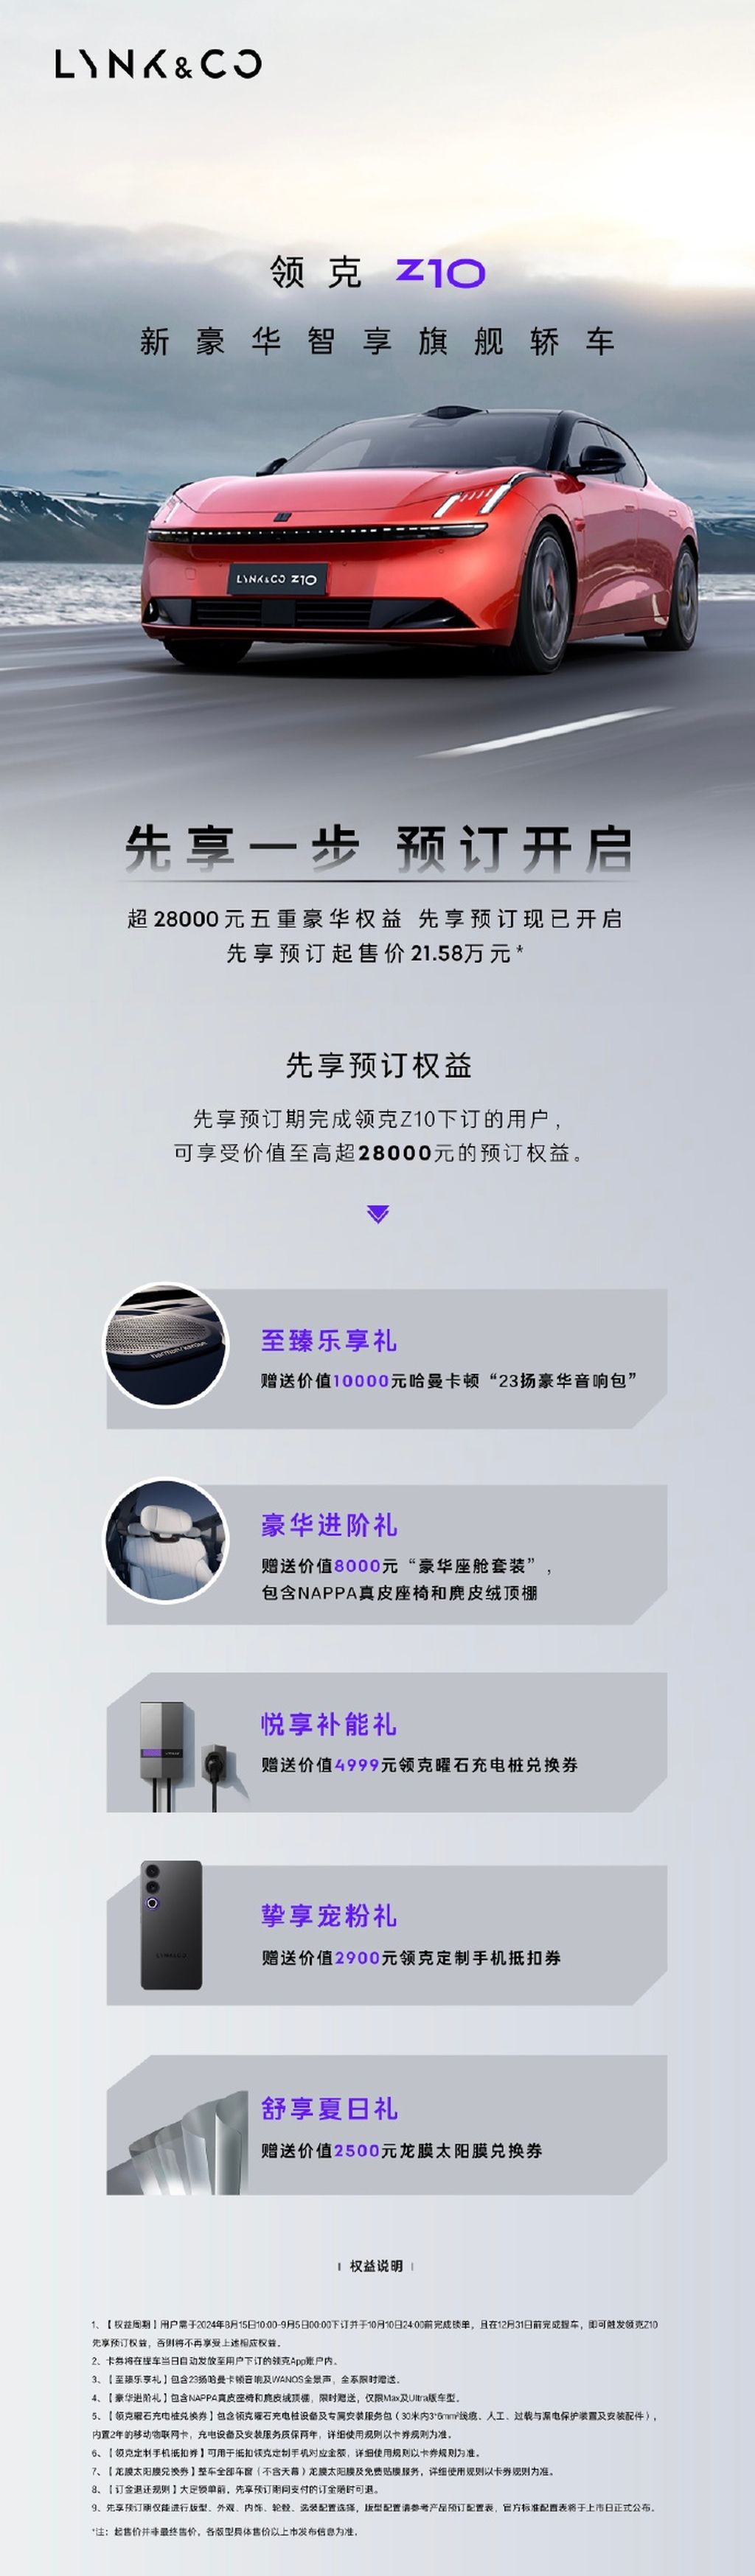 LYNK&CO
领克 Z10
新豪华智享旗舰轿车
LYNK&CO Z10
先享一步 预订开启
超28000元五重豪华权益 先享预订现已开启
先享预订起售价21.58万元*
先享预订权益
先享预订期完成领克Z10下订的用户，
可享受价值至高超28000元的预订权益。
harman/kardon
至臻乐享礼
赠送价值10000元哈曼卡顿“23扬豪华音响包”
豪华进阶礼
赠送价值8000元“豪华座舱套装”，
包含NAPPA真皮座椅和麂皮绒顶棚
悦享补能礼
赠送价值4999元领克曜石充电桩兑换券
挚享宠粉礼
赠送价值2900元领克定制手机抵扣券
LYNK&CO
舒享夏日礼
赠送价值2500元龙膜太阳膜兑换券
权益说明
1、【权益周期】用户需于2024年8月15日10:00-9月5日00:00下订并于10月10日24:00前完成锁单，且在12月31日前完成提车，即可触发领克Z10
先享预订权益，否则将不再享受上述相应权益。
2、卡券将在提车当日自动发放至用户下订的领克App账户内。
3、【至臻乐享礼】包含23扬哈曼卡顿音响及WANOS全景声，全系限时赠送。
4、【豪华进阶礼】包含NAPPA真皮座椅和麂皮绒顶棚，限时赠送，仅限Max及Ultra版车型。
5、【领克曜石充电桩兑换券】包含领克曜石充电桩设备及专属安装服务包（30米内3*6mm²线缆、人工、过载与漏电保护装置及安装配件），
内置2年的移动物联网卡，充电设备及安装服务质保两年，详细使用规则以卡券规则为准。
6、【领克定制手机抵扣券】可用于抵扣领克定制手机对应金额，详细使用规则以卡券规则为准。
7、【龙膜太阳膜兑换券】整车全部车窗（不含天幕）龙膜太阳膜及免费贴膜服务，详细使用规则以卡券规则为准。
8、【订金退还规则】大定锁单前，先享预订期间支付的订金随时可退。
9、先享预订期仅能进行版型、外观、内饰、轮毂、选装配置选择，版型配置请参考产品预订配置表，官方标准配置表将于上市日正式公布。
*注：起售价并非最终售价，各版型具体售价以上市发布信息为准。